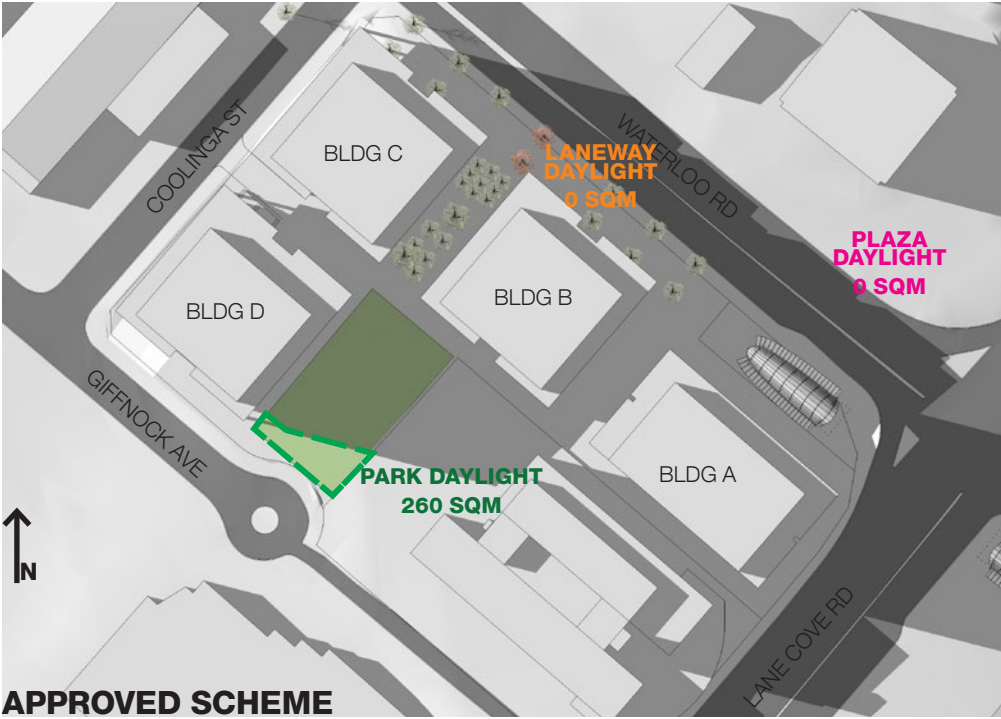 COOLINGA ST
BLDG C
WATERLOO RD
LANEWAY
DAYLIGHT
0 SQM
PLAZA
DAYLIGHT
0 SQM
BLDG D
BLDG B
GIFFNOCK AVE
PARK DAYLIGHT
260 SQM
BLDG A
N
LANE COVE RD
APPROVED SCHEME